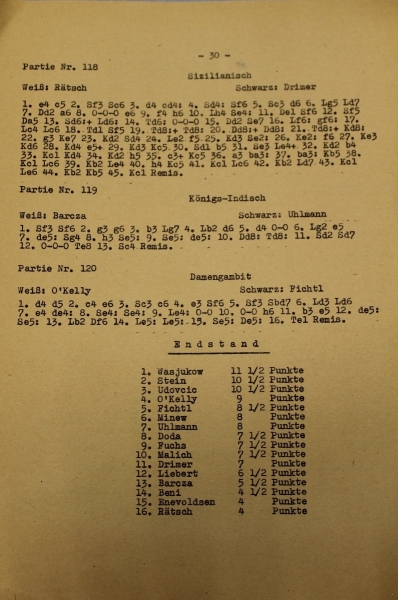 - 30 -
Partie Nr. 118
Sizilianisch
Weiß: Rätsch Schwarz: Drimer
1. e4 c5 2. Sf3 Sc6 3. d4 cd4: 4. Sd4: Sf6 5. Sc3 d6 6. Lg5 Ld7
7. Dd2 a6 8. 0-0-0 e6 9. f4 h6 10. Lh4 Se4: 11. De1 Sf6 12. Sf5
Da5 13. Sd6:+ Ld6: 14. Td6: 0-0-0 15. Dd2 Se7 16. Lf6: gf6: 17.
Lc4 Lc6 18. Td1 Sf5 19. Td8:+ Td8: 20. Dd8:+ Dd8: 21. Td8:+ Kd8:
22. g3 Ke7 23. Kd2 Sd4 24. Le2 f5 25. Kd3 Se2: 26. Ke2: f6 27. Ke3
Kd6 28. Kd4 e5+ 29. Kd3 Kc5 30. Sd1 b5 31. Se3 Le4+ 32. Kd2 b4
33. Kc1 Kd4 34. Kd2 h5 35. c3+ Kc5 36. a3 ba3: 37. ba3: Kb5 38.
Kc1 Lc6 39. Kb2 Le4 40. h4 Kc5 41. Kc1 Lc6 42. Kb2 Ld7 43. Kc1
Le6 44. Kb2 Kb5 45. Kc1 Remis.
Partie Nr. 119
Königs-Indisch
Weiß: Barcza Schwarz: Uhlmann
1. Sf3 Sf6 2. g3 g6 3. b3 Lg7 4. Lb2 d6 5. d4 0-0 6. Lg2 e5
7. de5: Sg4 8. h3 Se5: 9. Se5: de5: 10. Dd8: Td8: 11. Sd2 Sd7
12. 0-0-0 Te8 13. Sc4 Remis.
Partie Nr. 120
Damengambit
Weiß: O'Kelly Schwarz: Fichtl
1. d4 d5 2. c4 e6 3. Sc3 c6 4. e3 Sf6 5. Sf3 Sbd7 6. Ld3 Ld6
7. e4 de4: 8. Se4: Se4: 9. Le4: 0-0 10. 0-0 h6 11. b3 e5 12. de5:
Se5: 13. Lb2 Df6 14. Le5: Le5: 15. Se5: De5: 16. Te1 Remis.
Endstand
1. Wasjukow 11 1/2 Punkte
2. Stein 10 1/2 Punkte
3. Udovcic 10 1/2 Punkte
4. O'Kelly 9 Punkte
5. Fichtl 8 1/2 Punkte
6. Minew 8 Punkte
7. Uhlmann 8 Punkte
8. Doda 7 1/2 Punkte
9. Fuchs 7 1/2 Punkte
10. Malich 7 1/2 Punkte
11. Drimer 7 Punkte
12. Liebert 6 1/2 Punkte
13. Barcza 5 1/2 Punkte
14. Beni 4 1/2 Punkte
15. Enevoldsen 4 Punkte
16. Rätsch 4 Punkte